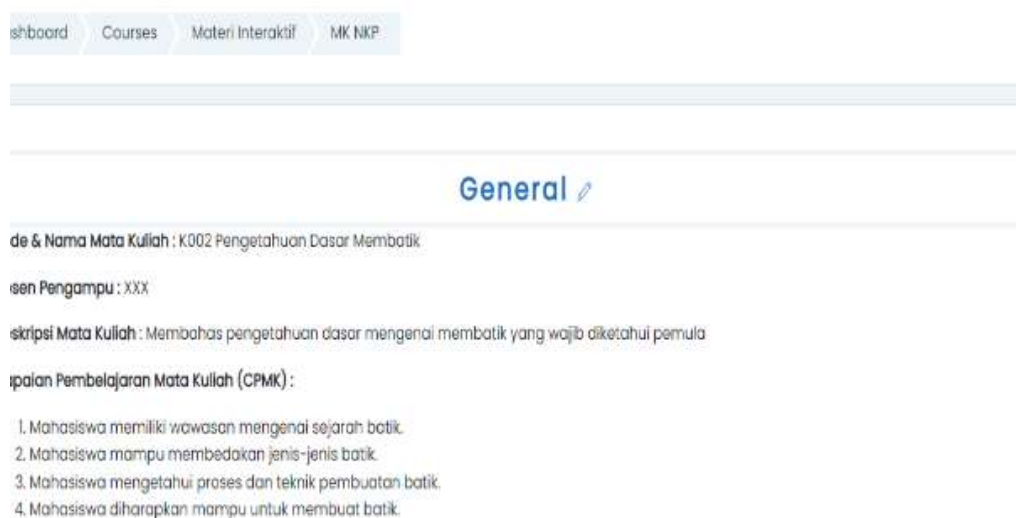 shboard Courses Materi Interaktif MK NKP
General
de & Nama Mata Kuliah : K002 Pengetahuan Dasar Membatik
sen Pengampu : XXX
skripsi Mata Kuliah : Membahas pengetahuan dasar mengenai membatik yang wajib diketahui pemula
paian Pembelajaran Mata Kuliah (CPMK) :
1. Mahasiswa memiliki wawasan mengenai sejarah batik.
2. Mahasiswa mampu membedakan jenis-jenis batik.
3. Mahasiswa mengetahui proses dan teknik pembuatan batik.
4. Mahasiswa diharapkan mampu untuk membuat batik.